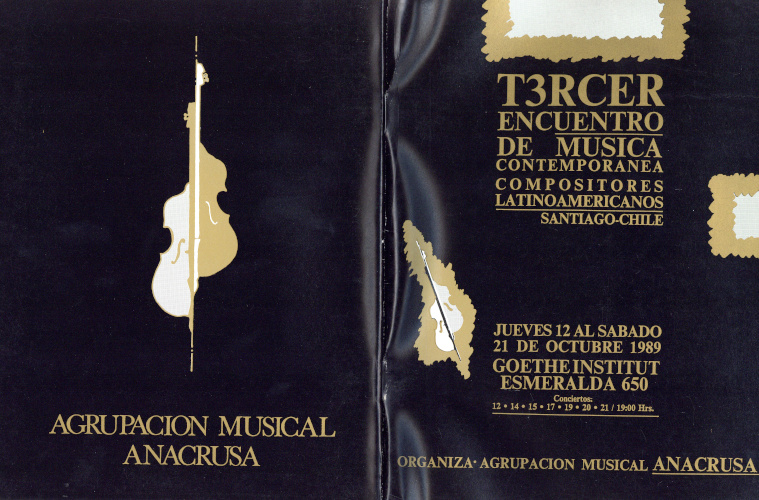 AGRUPACION MUSICAL
ANACRUSA
T3RCER
ENCUENTRO
DE MUSICA
CONTEMPORANEA
COMPOSITORES
LATINOAMERICANOS
SANTIAGO-CHILE
JUEVES 12 AL SABADO
21 DE OCTUBRE 1989
GOETHE INSTITUT
ESMERALDA 650
Conciertos:
12 • 14 • 15 • 17 • 19 • 20 • 21 / 19:00 Hrs.
ORGANIZA· AGRUPACION MUSICAL ANACRUSA